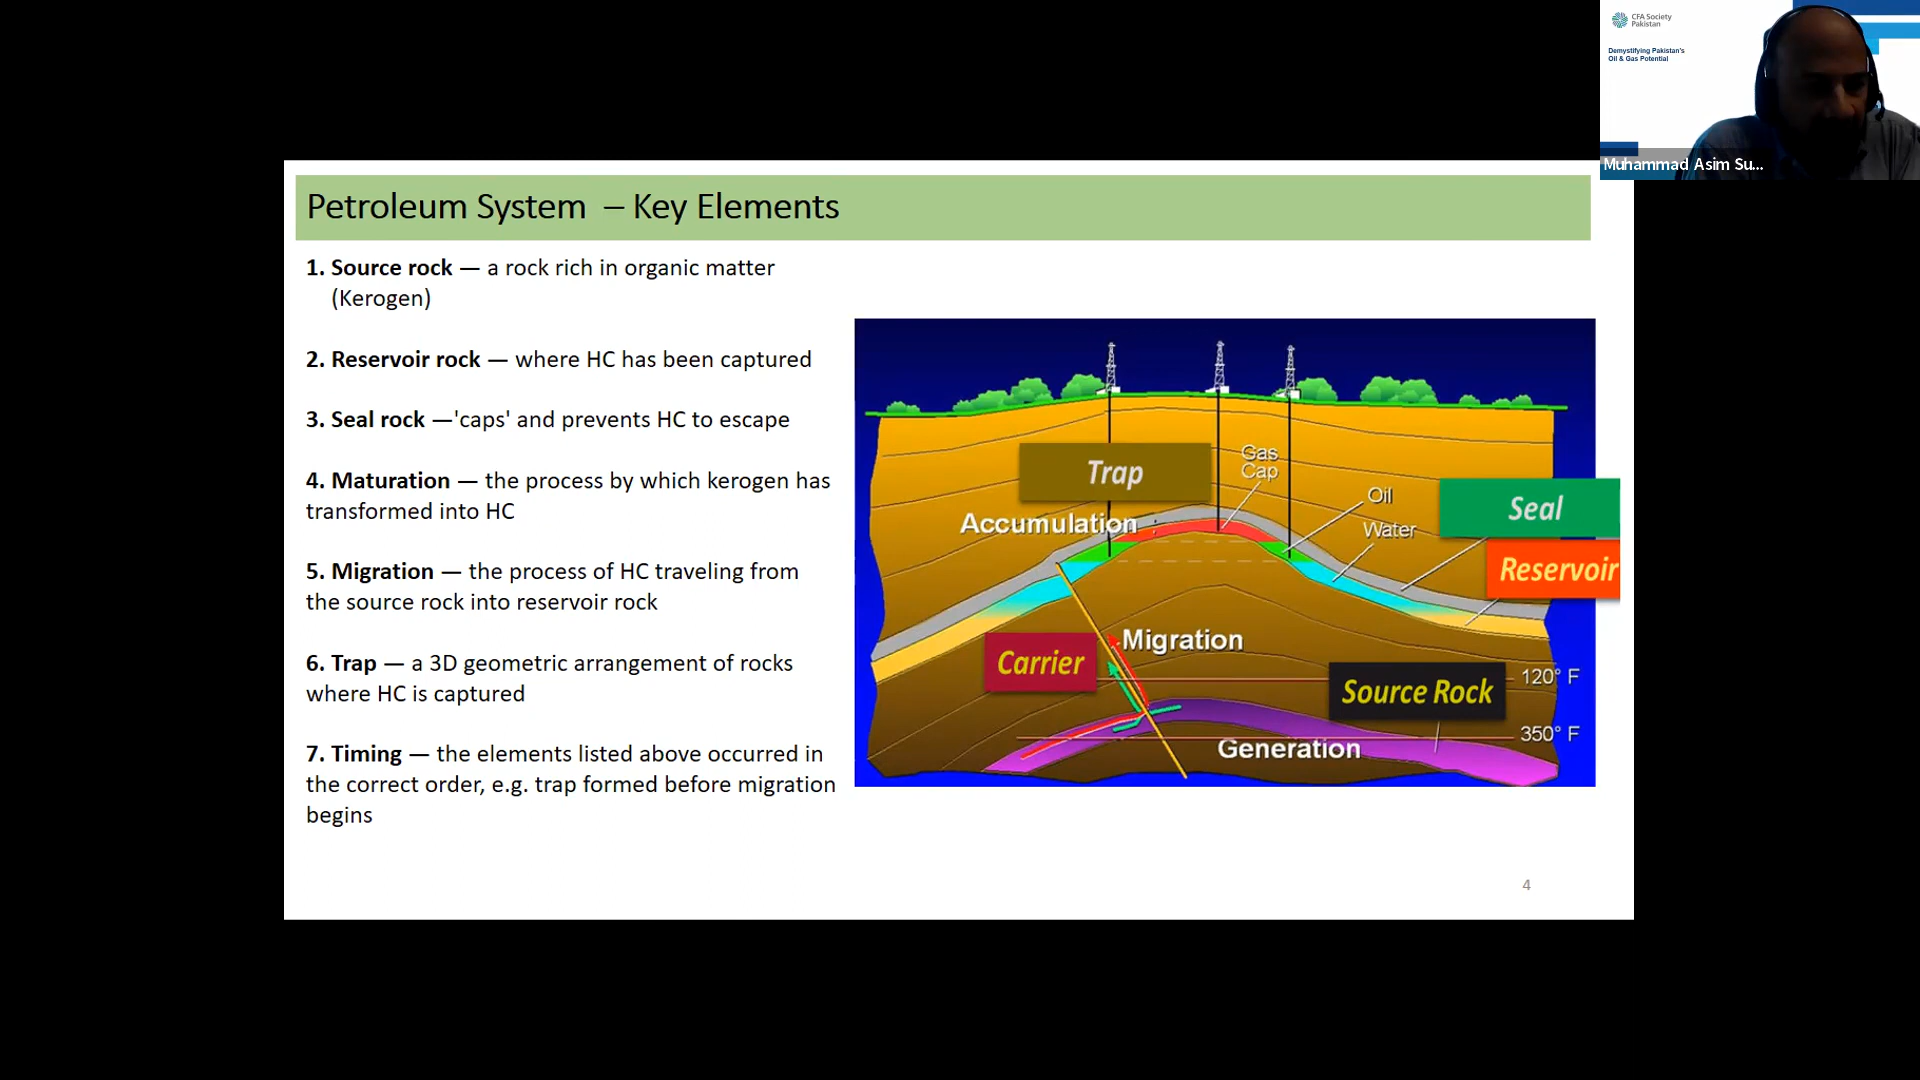 CFA Society
Pakistan
Demystifying Pakistan's
Oil & Gas Potential
Muhammad Asim Su...
Petroleum System – Key Elements
1. Source rock — a rock rich in organic matter
(Kerogen)
2. Reservoir rock — where HC has been captured
3. Seal rock —'caps' and prevents HC to escape
4. Maturation — the process by which kerogen has
transformed into HC
5. Migration — the process of HC traveling from
the source rock into reservoir rock
6. Trap — a 3D geometric arrangement of rocks
where HC is captured
7. Timing — the elements listed above occurred in
the correct order, e.g. trap formed before migration
begins
Trap
Gas
Cap
Oil
Seal
Accumulation
Water
Reservoir
Migration
Carrier
120° F
Source Rock
350° F
Generation
4